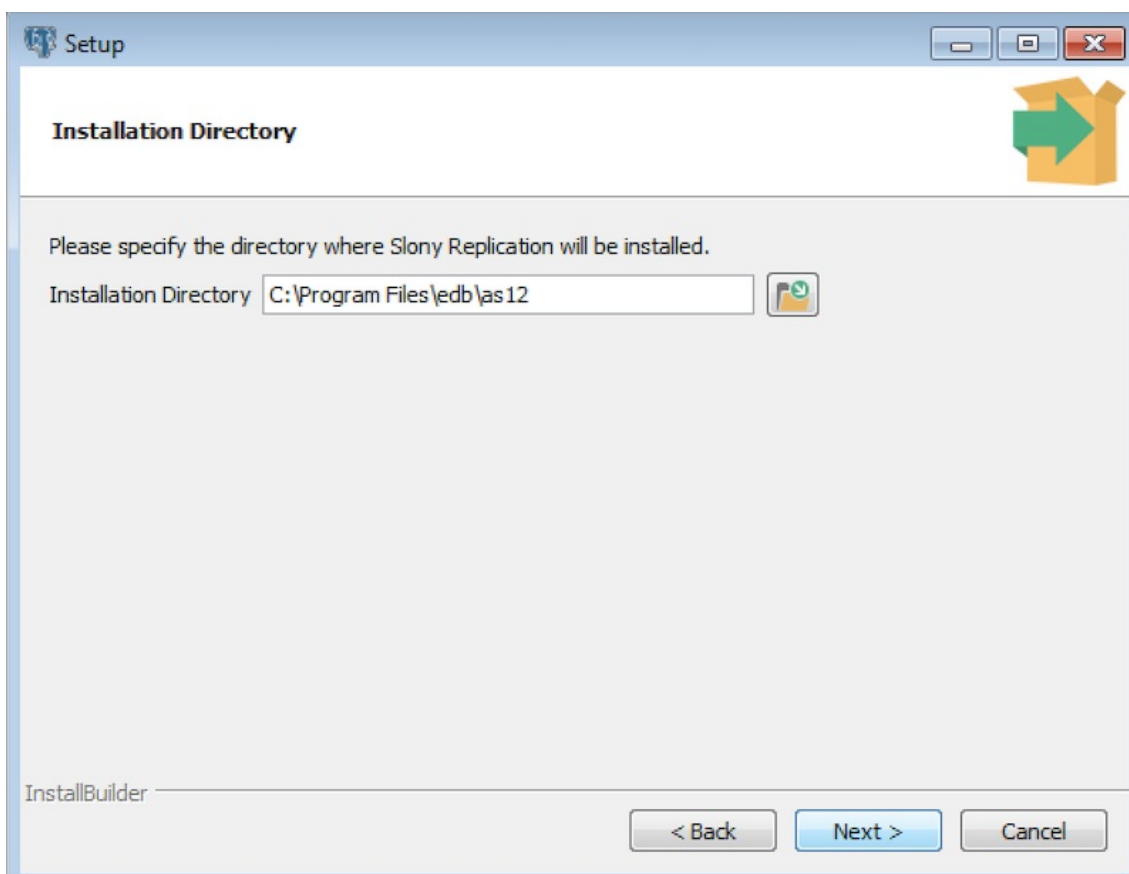 Setup
Installation Directory
Please specify the directory where Slony Replication will be installed.
Installation Directory C:\Program Files\edb\as12
InstallBuilder
< Back Next > Cancel